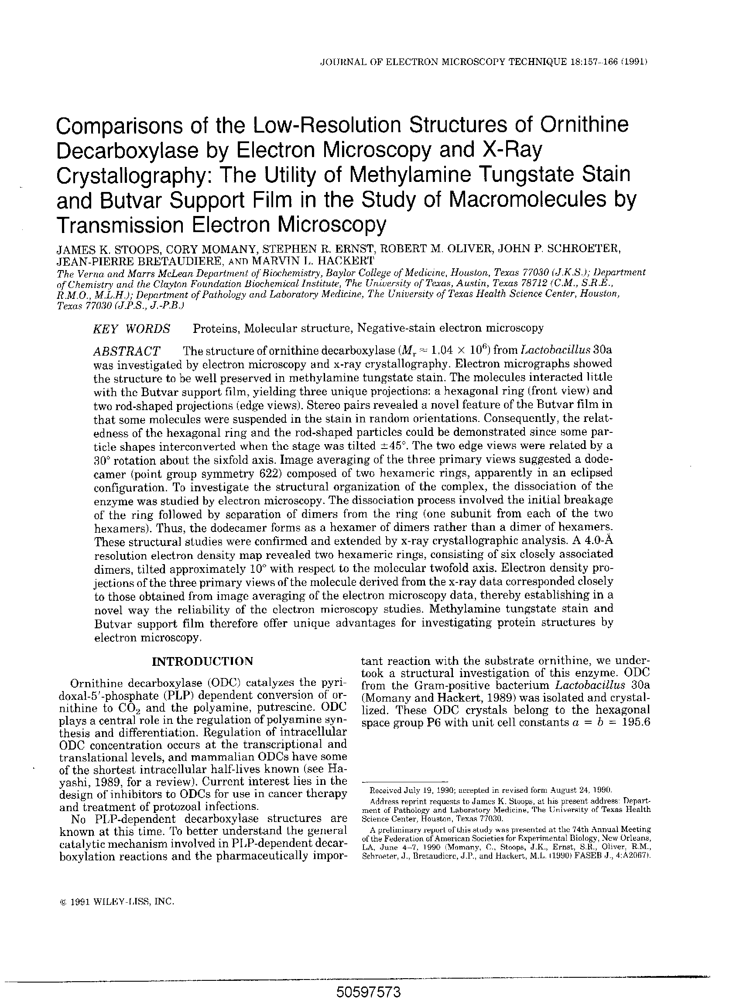 JOURNAL OF ELECTRON MICROSCOPY TECHNIQUE 18:157–166 (1991)
Comparisons of the Low-Resolution Structures of Ornithine
Decarboxylase by Electron Microscopy and X-Ray
Crystallography: The Utility of Methylamine Tungstate Stain
and Butvar Support Film in the Study of Macromolecules by
Transmission Electron Microscopy
JAMES K. STOOPS, CORY MOMANY, STEPHEN R. ERNST, ROBERT M. OLIVER, JOHN P. SCHROETER,
JEAN-PIERRE BRETAUDIERE, AND MARVIN L. HACKERT
The Verna and Marrs McLean Department of Biochemistry, Baylor College of Medicine, Houston, Texas 77030 (J.K.S.); Department
of Chemistry and the Clayton Foundation Biochemical Institute, The University of Texas, Austin, Texas 78712 (C.M., S.R.E.,
R.M.O., M.L.H.); Department of Pathology and Laboratory Medicine, The University of Texas Health Science Center, Houston,
Texas 77030 (J.P.S., J.-P.B.)
KEY WORDS Proteins, Molecular structure, Negative-stain electron microscopy
ABSTRACT The structure of ornithine decarboxylase (Mr ≈ 1.04 × 10⁶) from Lactobacillus 30a
was investigated by electron microscopy and x-ray crystallography. Electron micrographs showed
the structure to be well preserved in methylamine tungstate stain. The molecules interacted little
with the Butvar support film, yielding three unique projections: a hexagonal ring (front view) and
two rod-shaped projections (edge views). Stereo pairs revealed a novel feature of the Butvar film in
that some molecules were suspended in the stain in random orientations. Consequently, the relat-
edness of the hexagonal ring and the rod-shaped particles could be demonstrated since some par-
ticle shapes interconverted when the stage was tilted ±45°. The two edge views were related by a
30° rotation about the sixfold axis. Image averaging of the three primary views suggested a dode-
camer (point group symmetry 622) composed of two hexameric rings, apparently in an eclipsed
configuration. To investigate the structural organization of the complex, the dissociation of the
enzyme was studied by electron microscopy. The dissociation process involved the initial breakage
of the ring followed by separation of dimers from the ring (one subunit from each of the two
hexamers). Thus, the dodecamer forms as a hexamer of dimers rather than a dimer of hexamers.
These structural studies were confirmed and extended by x-ray crystallographic analysis. A 4.0-Å
resolution electron density map revealed two hexameric rings, consisting of six closely associated
dimers, tilted approximately 10° with respect to the molecular twofold axis. Electron density pro-
jections of the three primary views of the molecule derived from the x-ray data corresponded closely
to those obtained from image averaging of the electron microscopy data, thereby establishing in a
novel way the reliability of the electron microscopy studies. Methylamine tungstate stain and
Butvar support film therefore offer unique advantages for investigating protein structures by
electron microscopy.
INTRODUCTION
Ornithine decarboxylase (ODC) catalyzes the pyri-
doxal-5′-phosphate (PLP) dependent conversion of or-
nithine to CO₂ and the polyamine, putrescine. ODC
plays a central role in the regulation of polyamine syn-
thesis and differentiation. Regulation of intracellular
ODC concentration occurs at the transcriptional and
translational levels, and mammalian ODCs have some
of the shortest intracellular half-lives known (see Ha-
yashi, 1989, for a review). Current interest lies in the
design of inhibitors to ODCs for use in cancer therapy
and treatment of protozoal infections.
No PLP-dependent decarboxylase structures are
known at this time. To better understand the general
catalytic mechanism involved in PLP-dependent decar-
boxylation reactions and the pharmaceutically impor-
tant reaction with the substrate ornithine, we under-
took a structural investigation of this enzyme. ODC
from the Gram-positive bacterium Lactobacillus 30a
(Momany and Hackert, 1989) was isolated and crystal-
lized. These ODC crystals belong to the hexagonal
space group P6 with unit cell constants a = b = 195.6
Received July 19, 1990; accepted in revised form August 24, 1990.
Address reprint requests to James K. Stoops, at his present address: Depart-
ment of Pathology and Laboratory Medicine, The University of Texas Health
Science Center, Houston, Texas 77030.
A preliminary report of this study was presented at the 74th Annual Meeting
of the Federation of American Societies for Experimental Biology, New Orleans,
LA, June 4–7, 1990 (Momany, C., Stoops, J.K., Ernst, S.R., Oliver, R.M.,
Schroeter, J., Bretaudiere, J.P., and Hackert, M.L. (1990) FASEB J., 4:A2067).
© 1991 WILEY-LISS, INC.
50597573